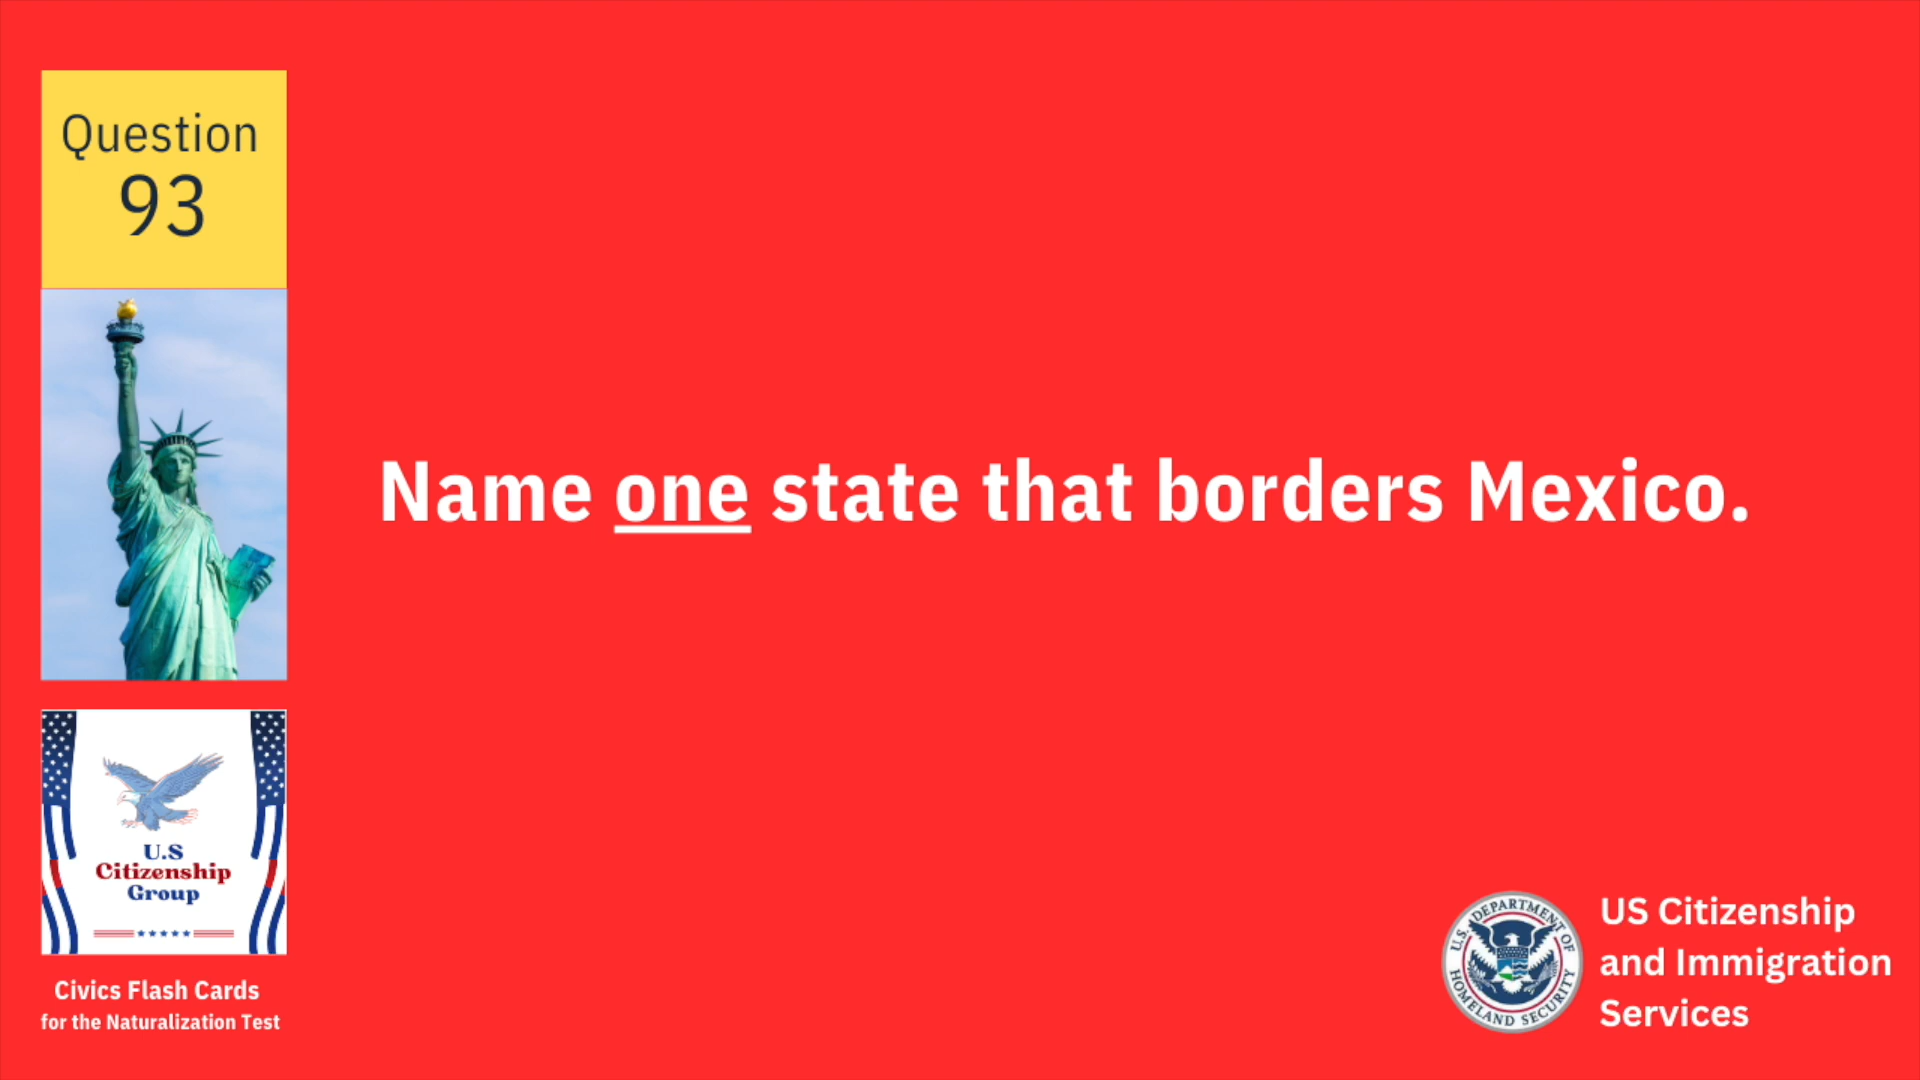 Question
93
Name one state that borders Mexico.
U.S
Citizenship
Group
Civics Flash Cards
for the Naturalization Test
U.S. DEPARTMENT OF
HOMELAND SECURITY
US Citizenship
and Immigration
Services